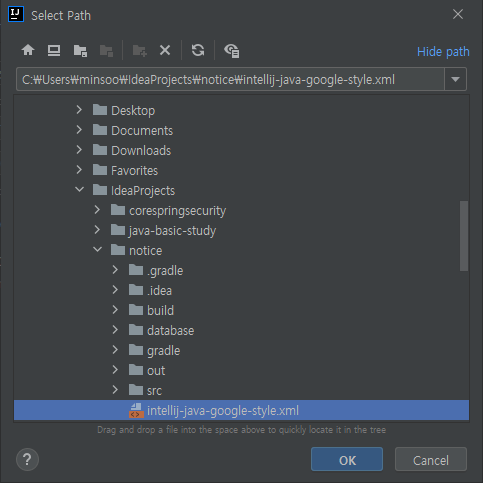 IJ
Select Path
Hide path
C:₩Users₩minsoo₩IdeaProjects₩notice₩intellij-java-google-style.xml
Desktop
Documents
Downloads
Favorites
IdeaProjects
corespringsecurity
java-basic-study
notice
.gradle
.idea
build
database
gradle
out
src
intellij-java-google-style.xml
Drag and drop a file into the space above to quickly locate it in the tree
?
OK
Cancel